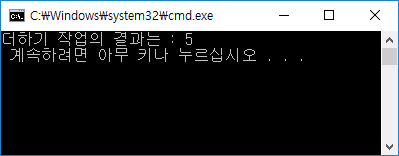 C:₩Windows₩system32₩cmd.exe
더하기 작업의 결과는 : 5
계속하려면 아무 키나 누르십시오 . . .